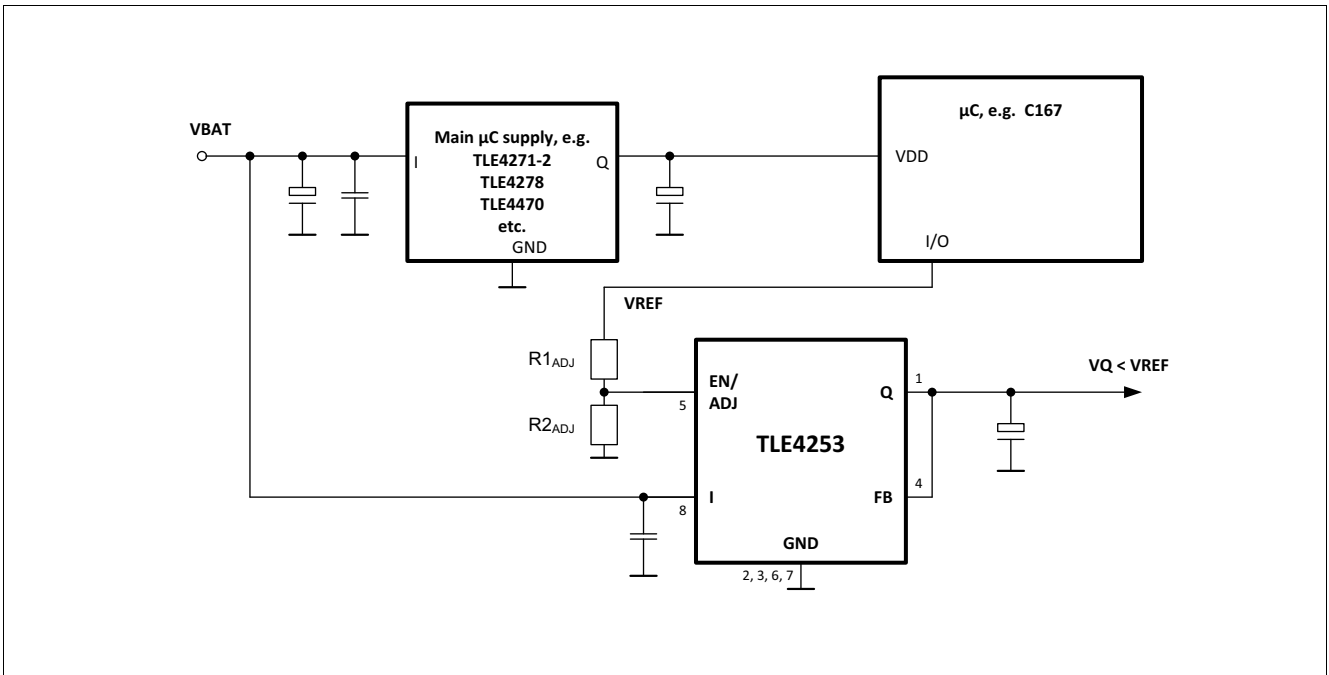 VBAT
I
Main µC supply, e.g.
TLE4271-2
TLE4278
TLE4470
etc.
GND
Q
µC, e.g. C167
VDD
I/O
VREF
R1ADJ
R2ADJ
5
EN/
ADJ
I
8
TLE4253
Q
1
FB
4
GND
2, 3, 6, 7
VQ < VREF